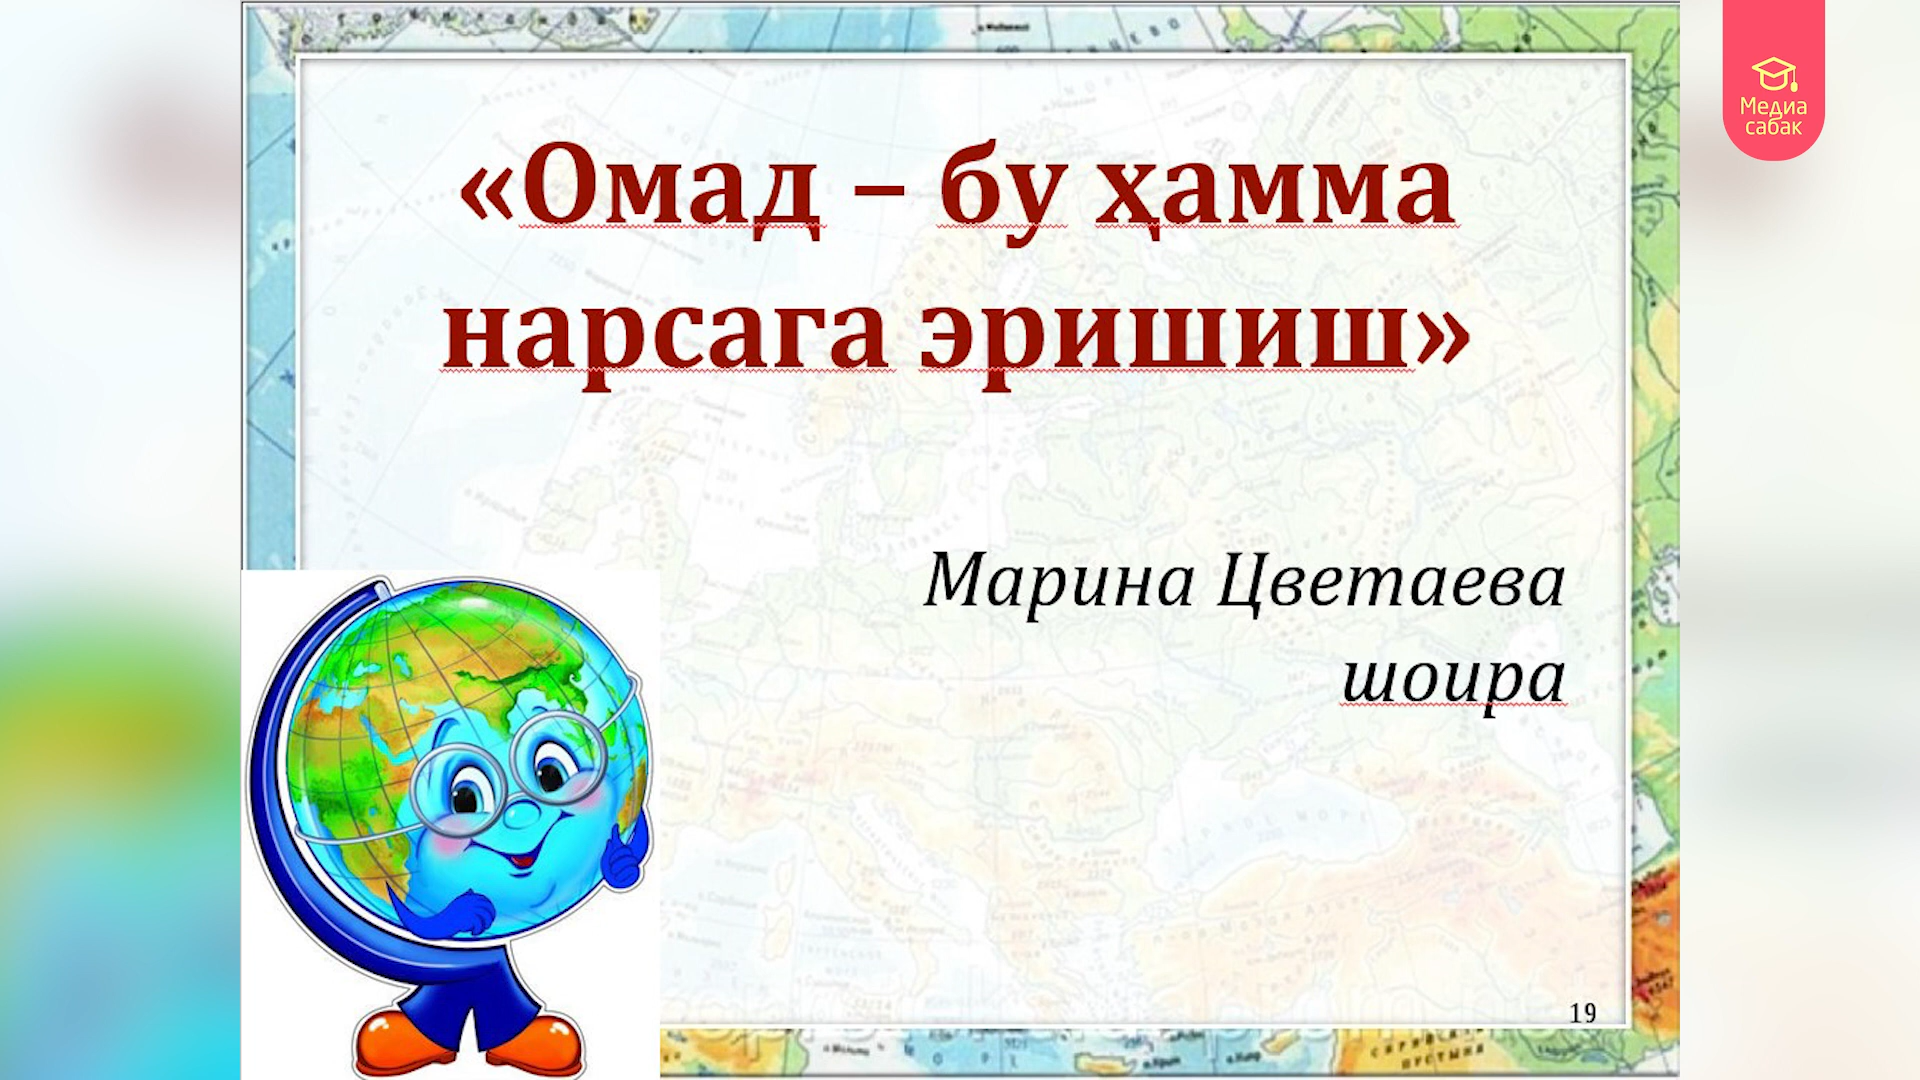 Медиа
сабак
«Омад – бу ҳамма
нарсага эришиш»
Марина Цветаева
шоира
19